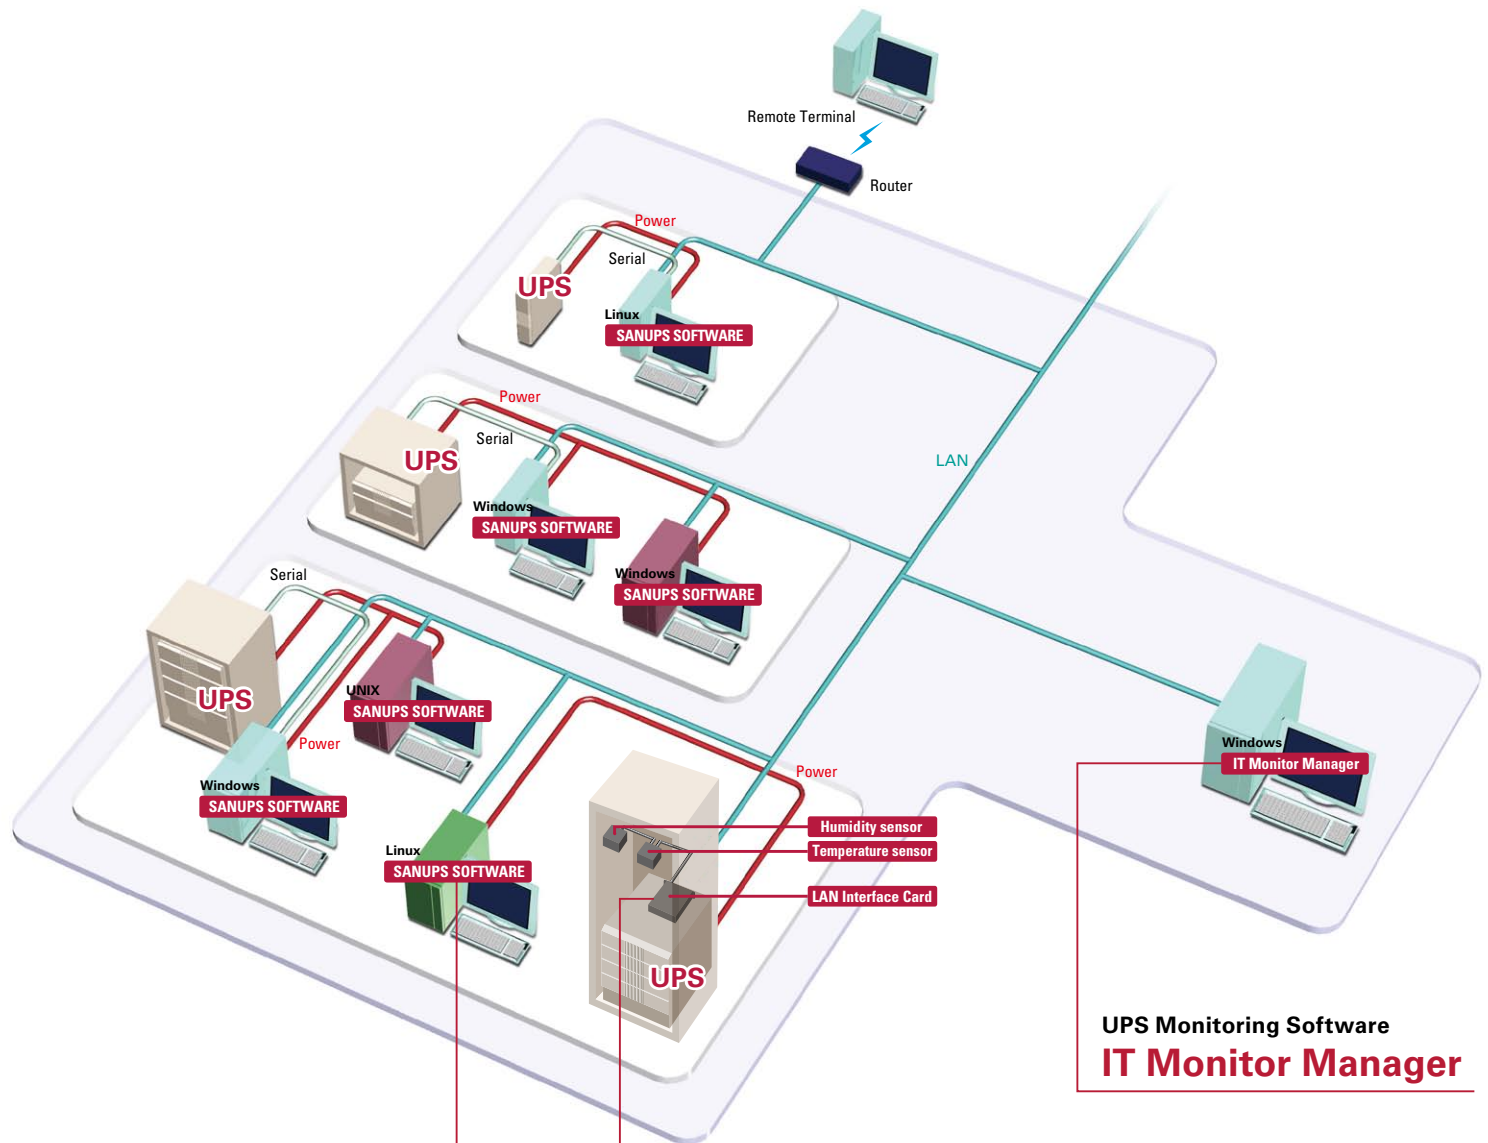 Remote Terminal
Router
Power
Serial
UPS
Linux
SANUPS SOFTWARE
Power
Serial
UPS
LAN
Windows
SANUPS SOFTWARE
Windows
SANUPS SOFTWARE
Serial
UPS
UNIX
SANUPS SOFTWARE
Power
Windows
SANUPS SOFTWARE
Windows
IT Monitor Manager
Power
Humidity sensor
Temperature sensor
Linux
SANUPS SOFTWARE
LAN Interface Card
UPS
UPS Monitoring Software
IT Monitor Manager